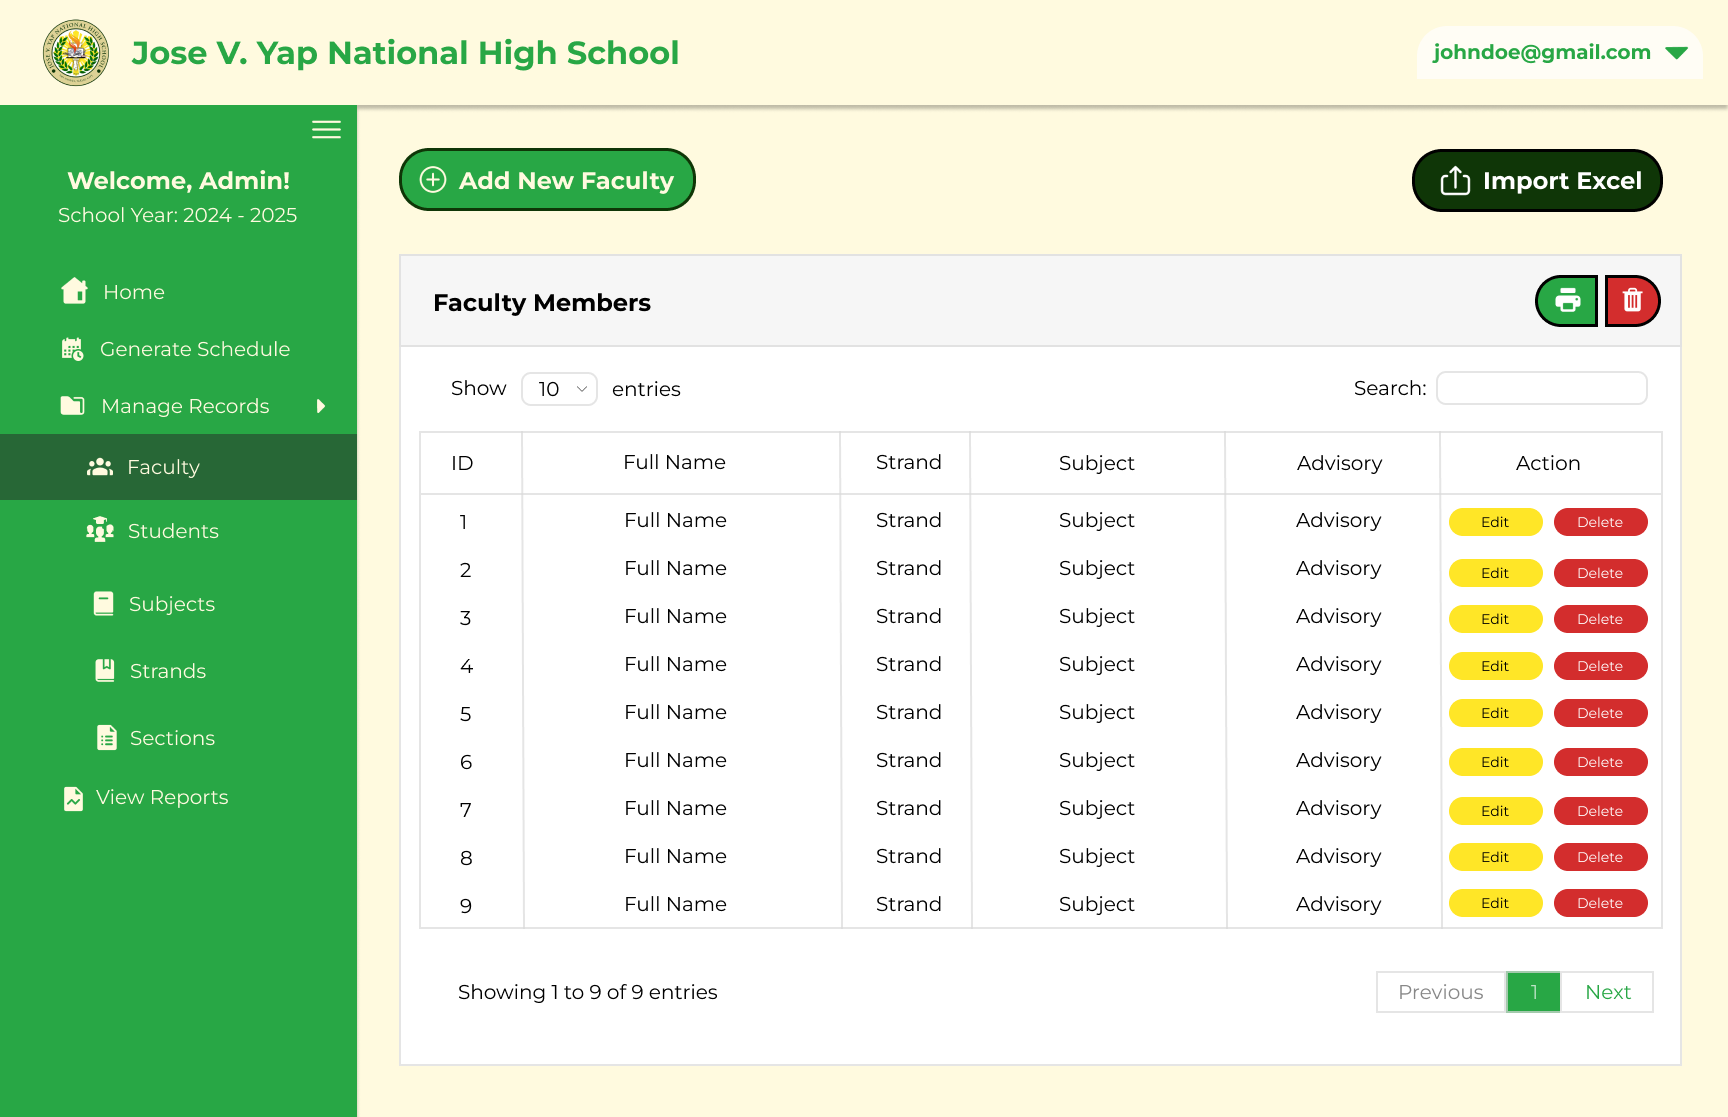 Jose V. Yap National High School
johndoe@gmail.com
Welcome, Admin!
School Year: 2024 - 2025
Home
Generate Schedule
Manage Records
Faculty
Students
Subjects
Strands
Sections
View Reports
Add New Faculty
Import Excel
Faculty Members
Show 10 entries
Search:
ID Full Name Strand Subject Advisory Action
1 Full Name Strand Subject Advisory Edit Delete
2 Full Name Strand Subject Advisory Edit Delete
3 Full Name Strand Subject Advisory Edit Delete
4 Full Name Strand Subject Advisory Edit Delete
5 Full Name Strand Subject Advisory Edit Delete
6 Full Name Strand Subject Advisory Edit Delete
7 Full Name Strand Subject Advisory Edit Delete
8 Full Name Strand Subject Advisory Edit Delete
9 Full Name Strand Subject Advisory Edit Delete
Showing 1 to 9 of 9 entries
Previous 1 Next